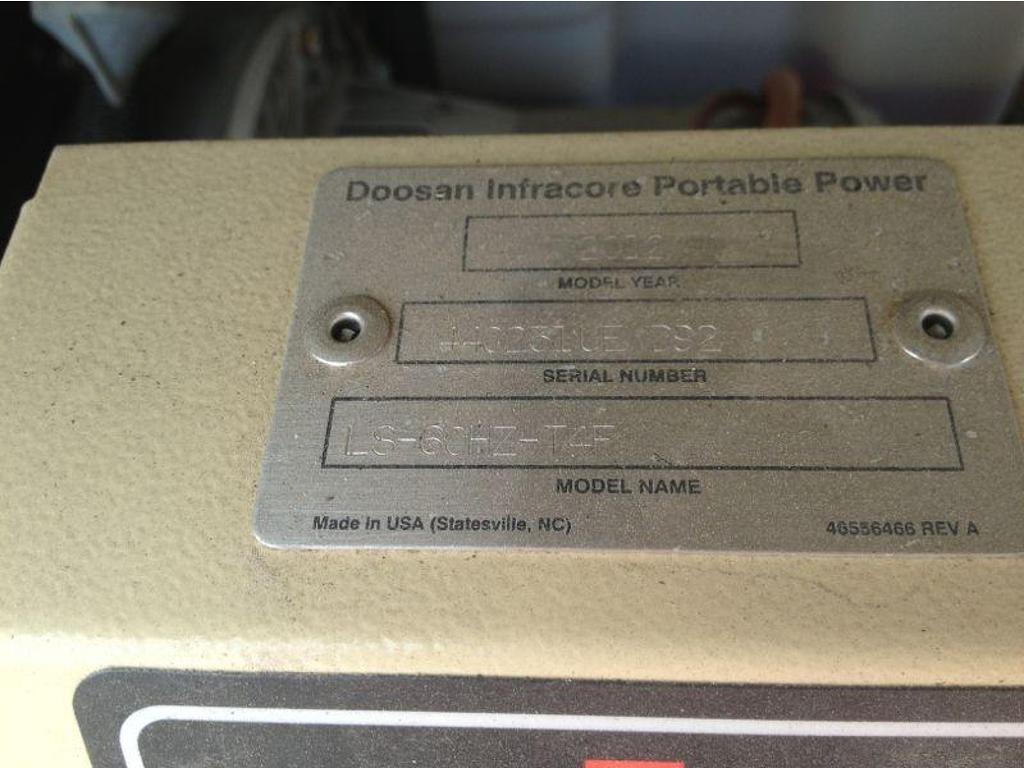 Doosan Infracore Portable Power
2012
MODEL YEAR
SERIAL NUMBER
LS-60HZ-T4F
MODEL NAME
Made in USA (Statesville, NC)
46556466 REV A